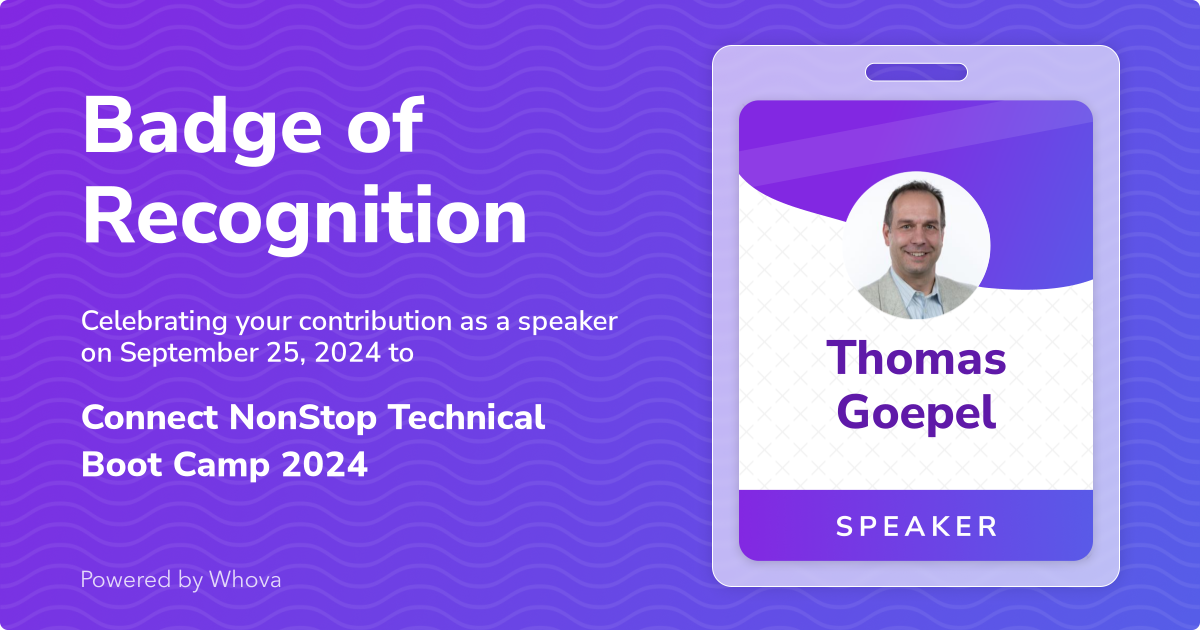 Badge of
Recognition
Celebrating your contribution as a speaker
on September 25, 2024 to
Connect NonStop Technical
Boot Camp 2024
Powered by Whova
Thomas
Goepel
SPEAKER